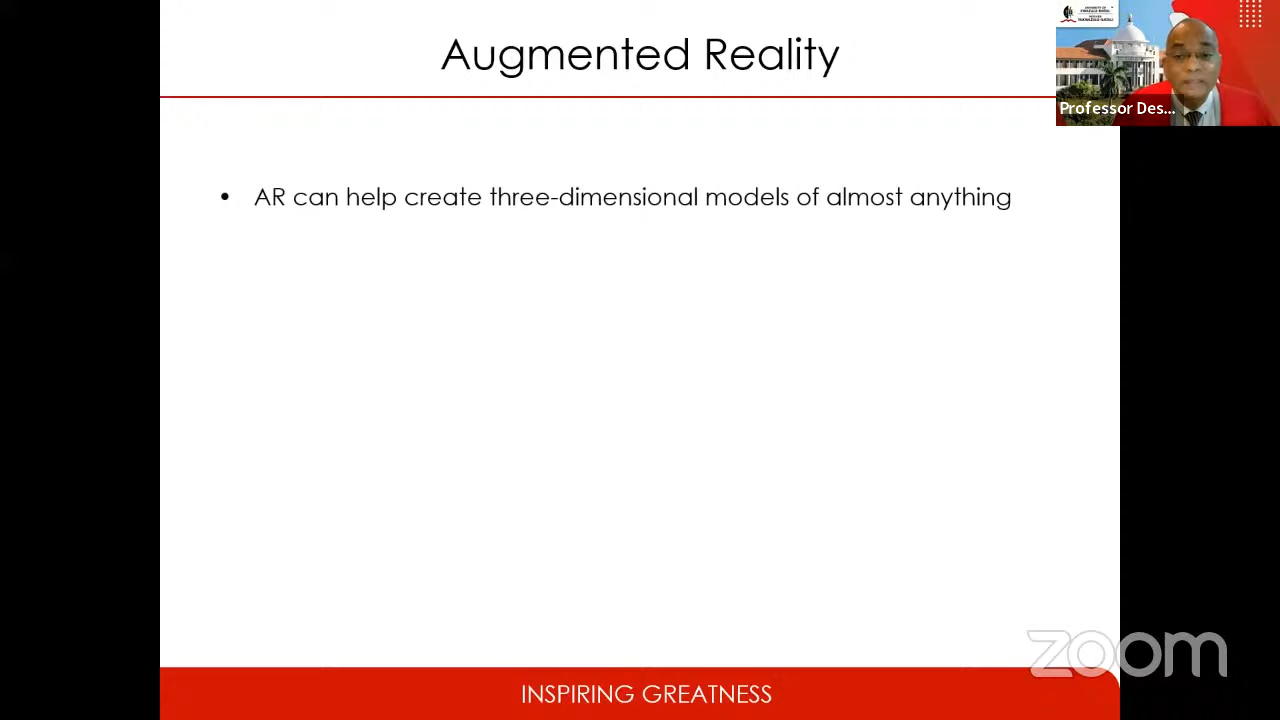 Augmented Reality
Professor Des...
• AR can help create three-dimensional models of almost anything
zoom
INSPIRING GREATNESS